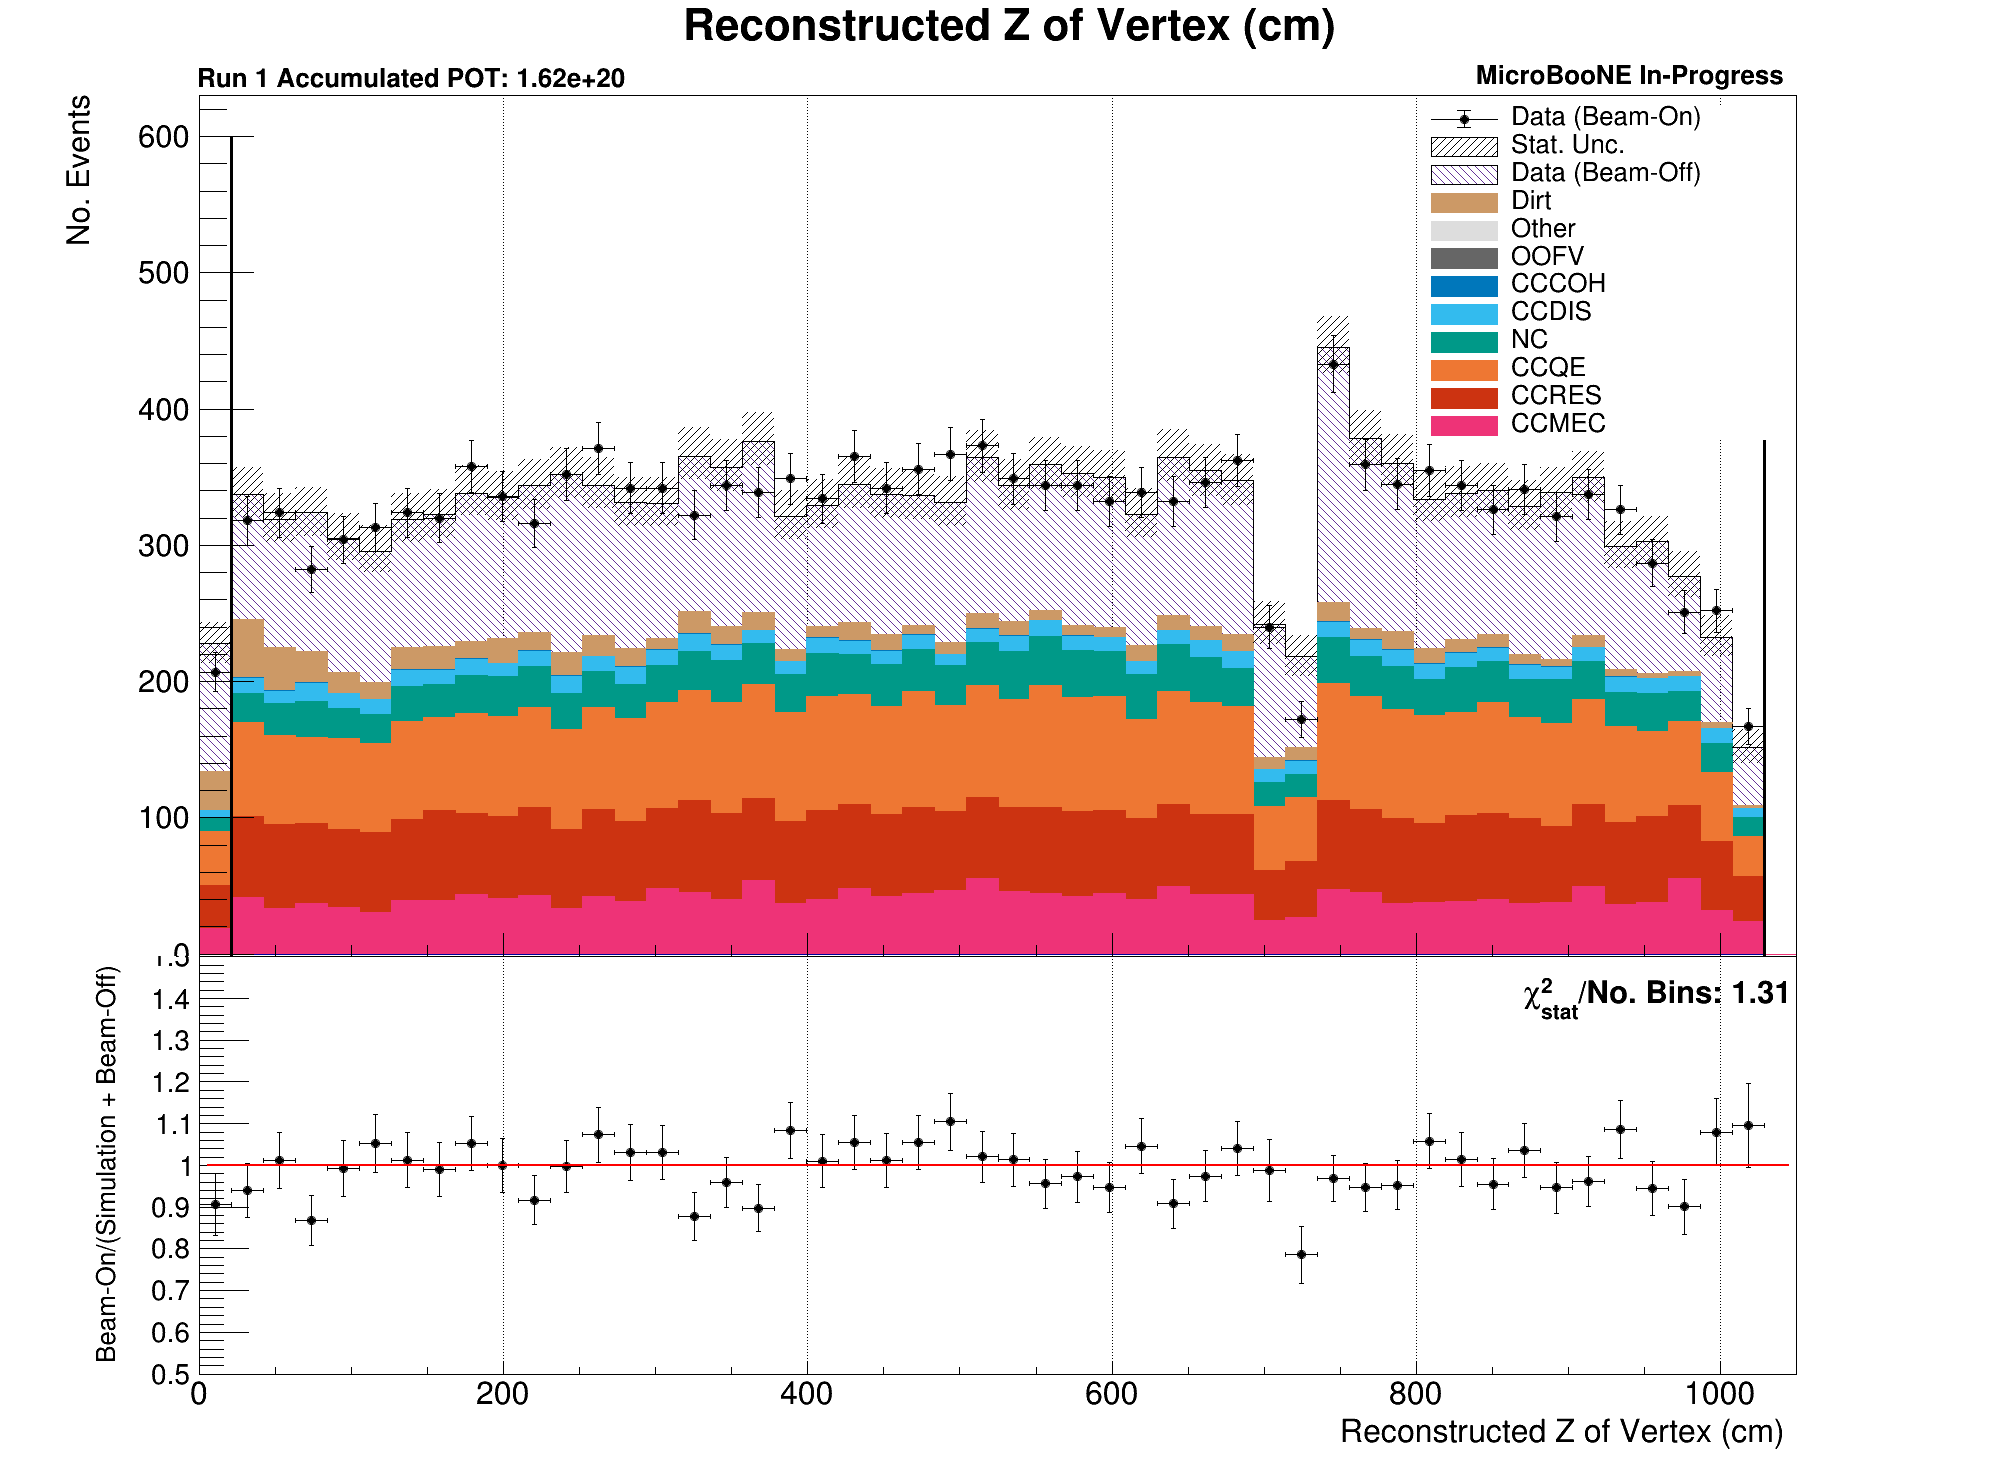 Reconstructed Z of Vertex (cm)
Run 1 Accumulated POT: 1.62e+20
MicroBooNE In-Progress
No. Events
600
500
400
300
200
100
0
Data (Beam-On)
Stat. Unc.
Data (Beam-Off)
Dirt
Other
OOFV
CCCOH
CCDIS
NC
CCQE
CCRES
CCMEC
Beam-On/(Simulation + Beam-Off)
χ²stat/No. Bins: 1.31
1.4
1.3
1.2
1.1
1
0.9
0.8
0.7
0.6
0.5
0 200 400 600 800 1000
Reconstructed Z of Vertex (cm)